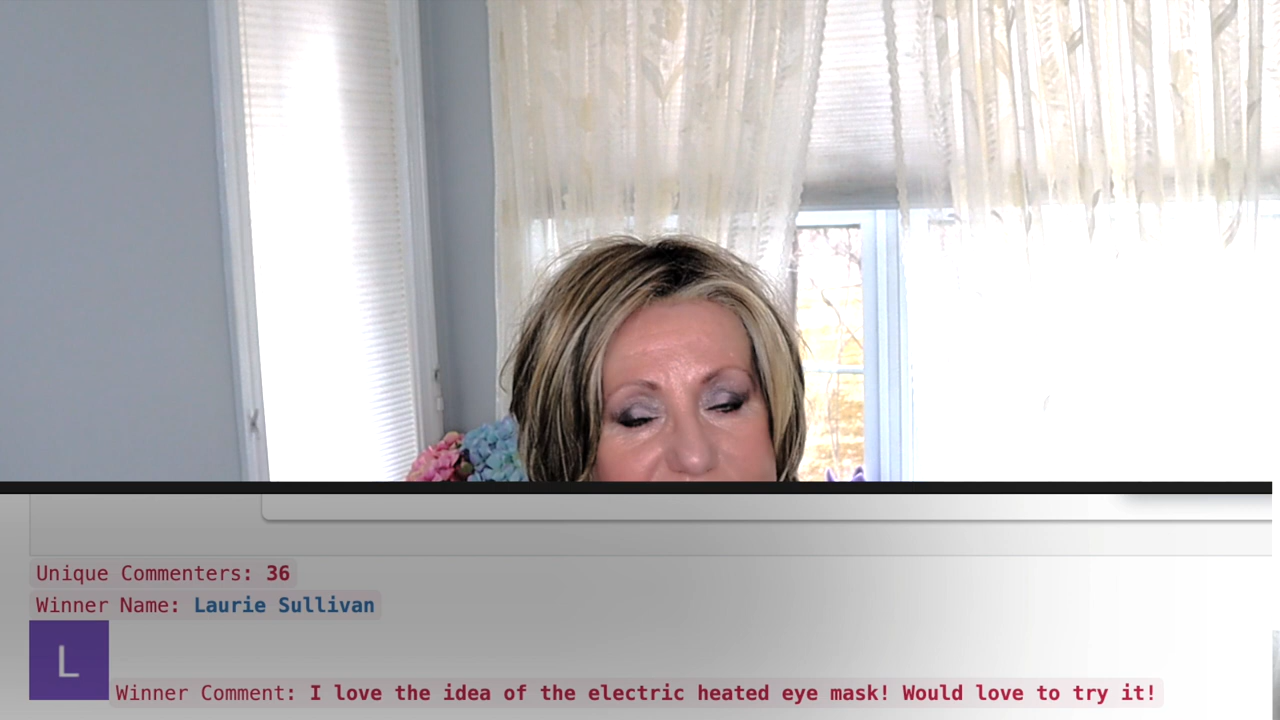 Unique Commenters: 36
Winner Name: Laurie Sullivan
L
Winner Comment: I love the idea of the electric heated eye mask! Would love to try it!